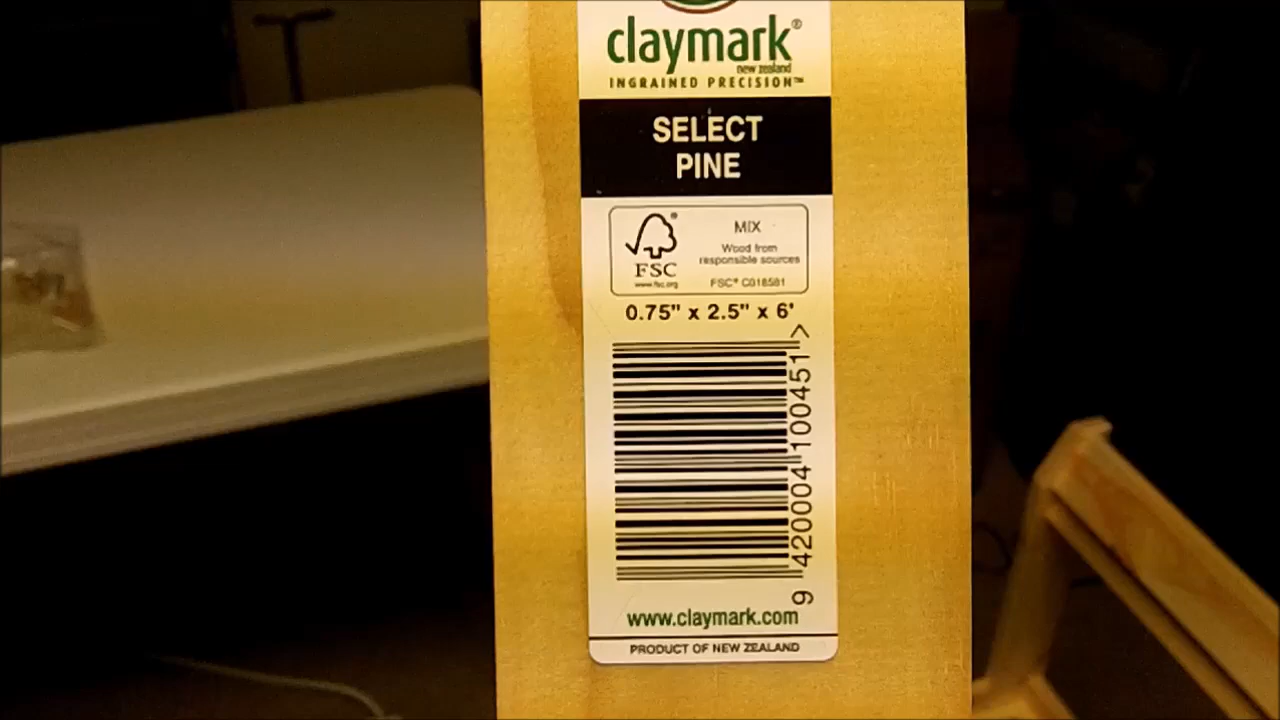 claymark®
new zealand
INGRAINED PRECISION™
SELECT
PINE
FSC®
www.fsc.org
MIX
Wood from
responsible sources
FSC® C018581
0.75" x 2.5" x 6'
9 420004 100451 >
www.claymark.com
PRODUCT OF NEW ZEALAND